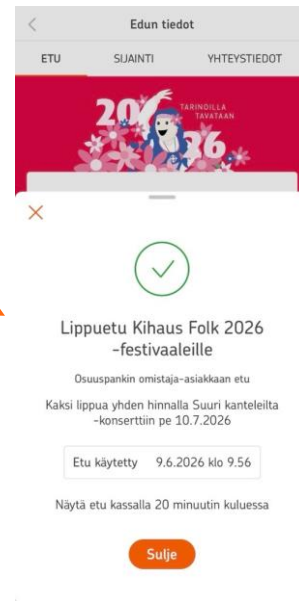 Edun tiedot
ETU SIJAINTI YHTEYSTIEDOT
20 26
TARINOILLA
TAVATAAN
Lippuetu Kihaus Folk 2026
-festivaaleille
Osuuspankin omistaja-asiakkaan etu
Kaksi lippua yhden hinnalla Suuri kanteleilta
-konserttiin pe 10.7.2026
Etu käytetty 9.6.2026 klo 9.56
Näytä etu kassalla 20 minuutin kuluessa
Sulje